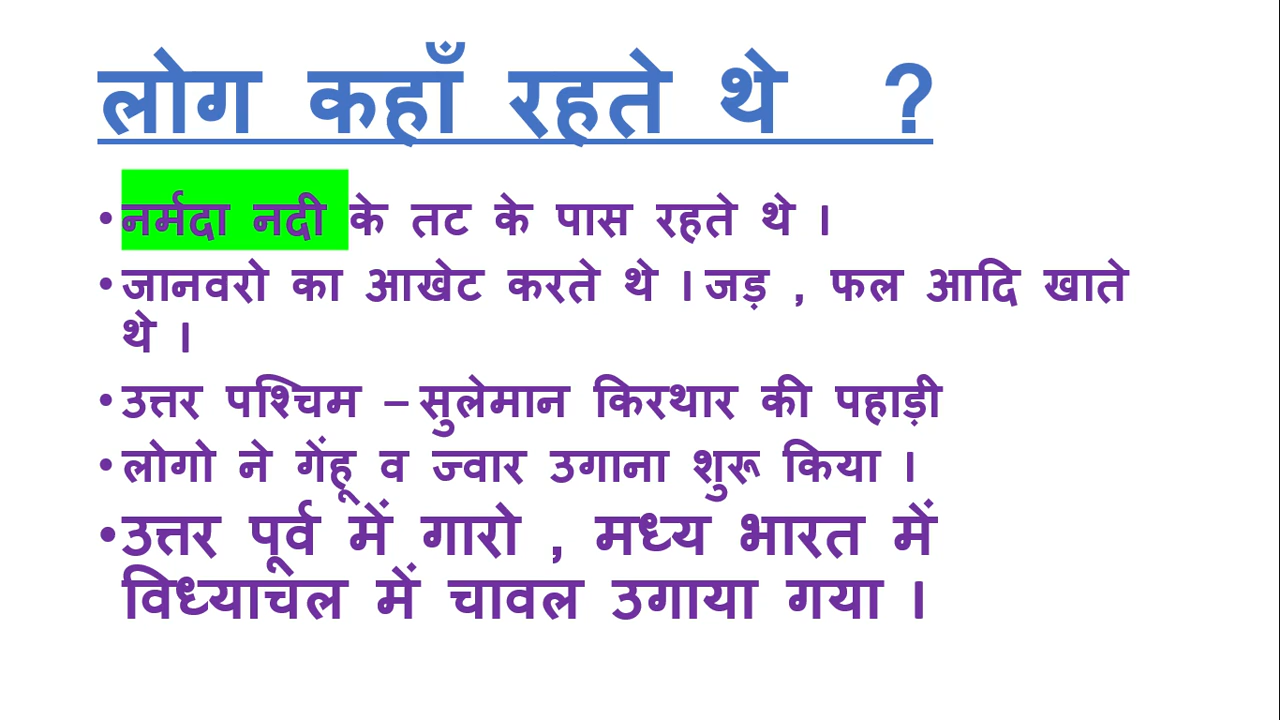 लोग कहाँ रहते थे ?
• नर्मदा नदी के तट के पास रहते थे ।
• जानवरो का आखेट करते थे । जड़ , फल आदि खाते
थे ।
• उत्तर पश्चिम – सुलेमान किरथार की पहाड़ी
• लोगो ने गेंहू व ज्वार उगाना शुरू किया ।
• उत्तर पूर्व में गारो , मध्य भारत में
विध्याचल में चावल उगाया गया ।